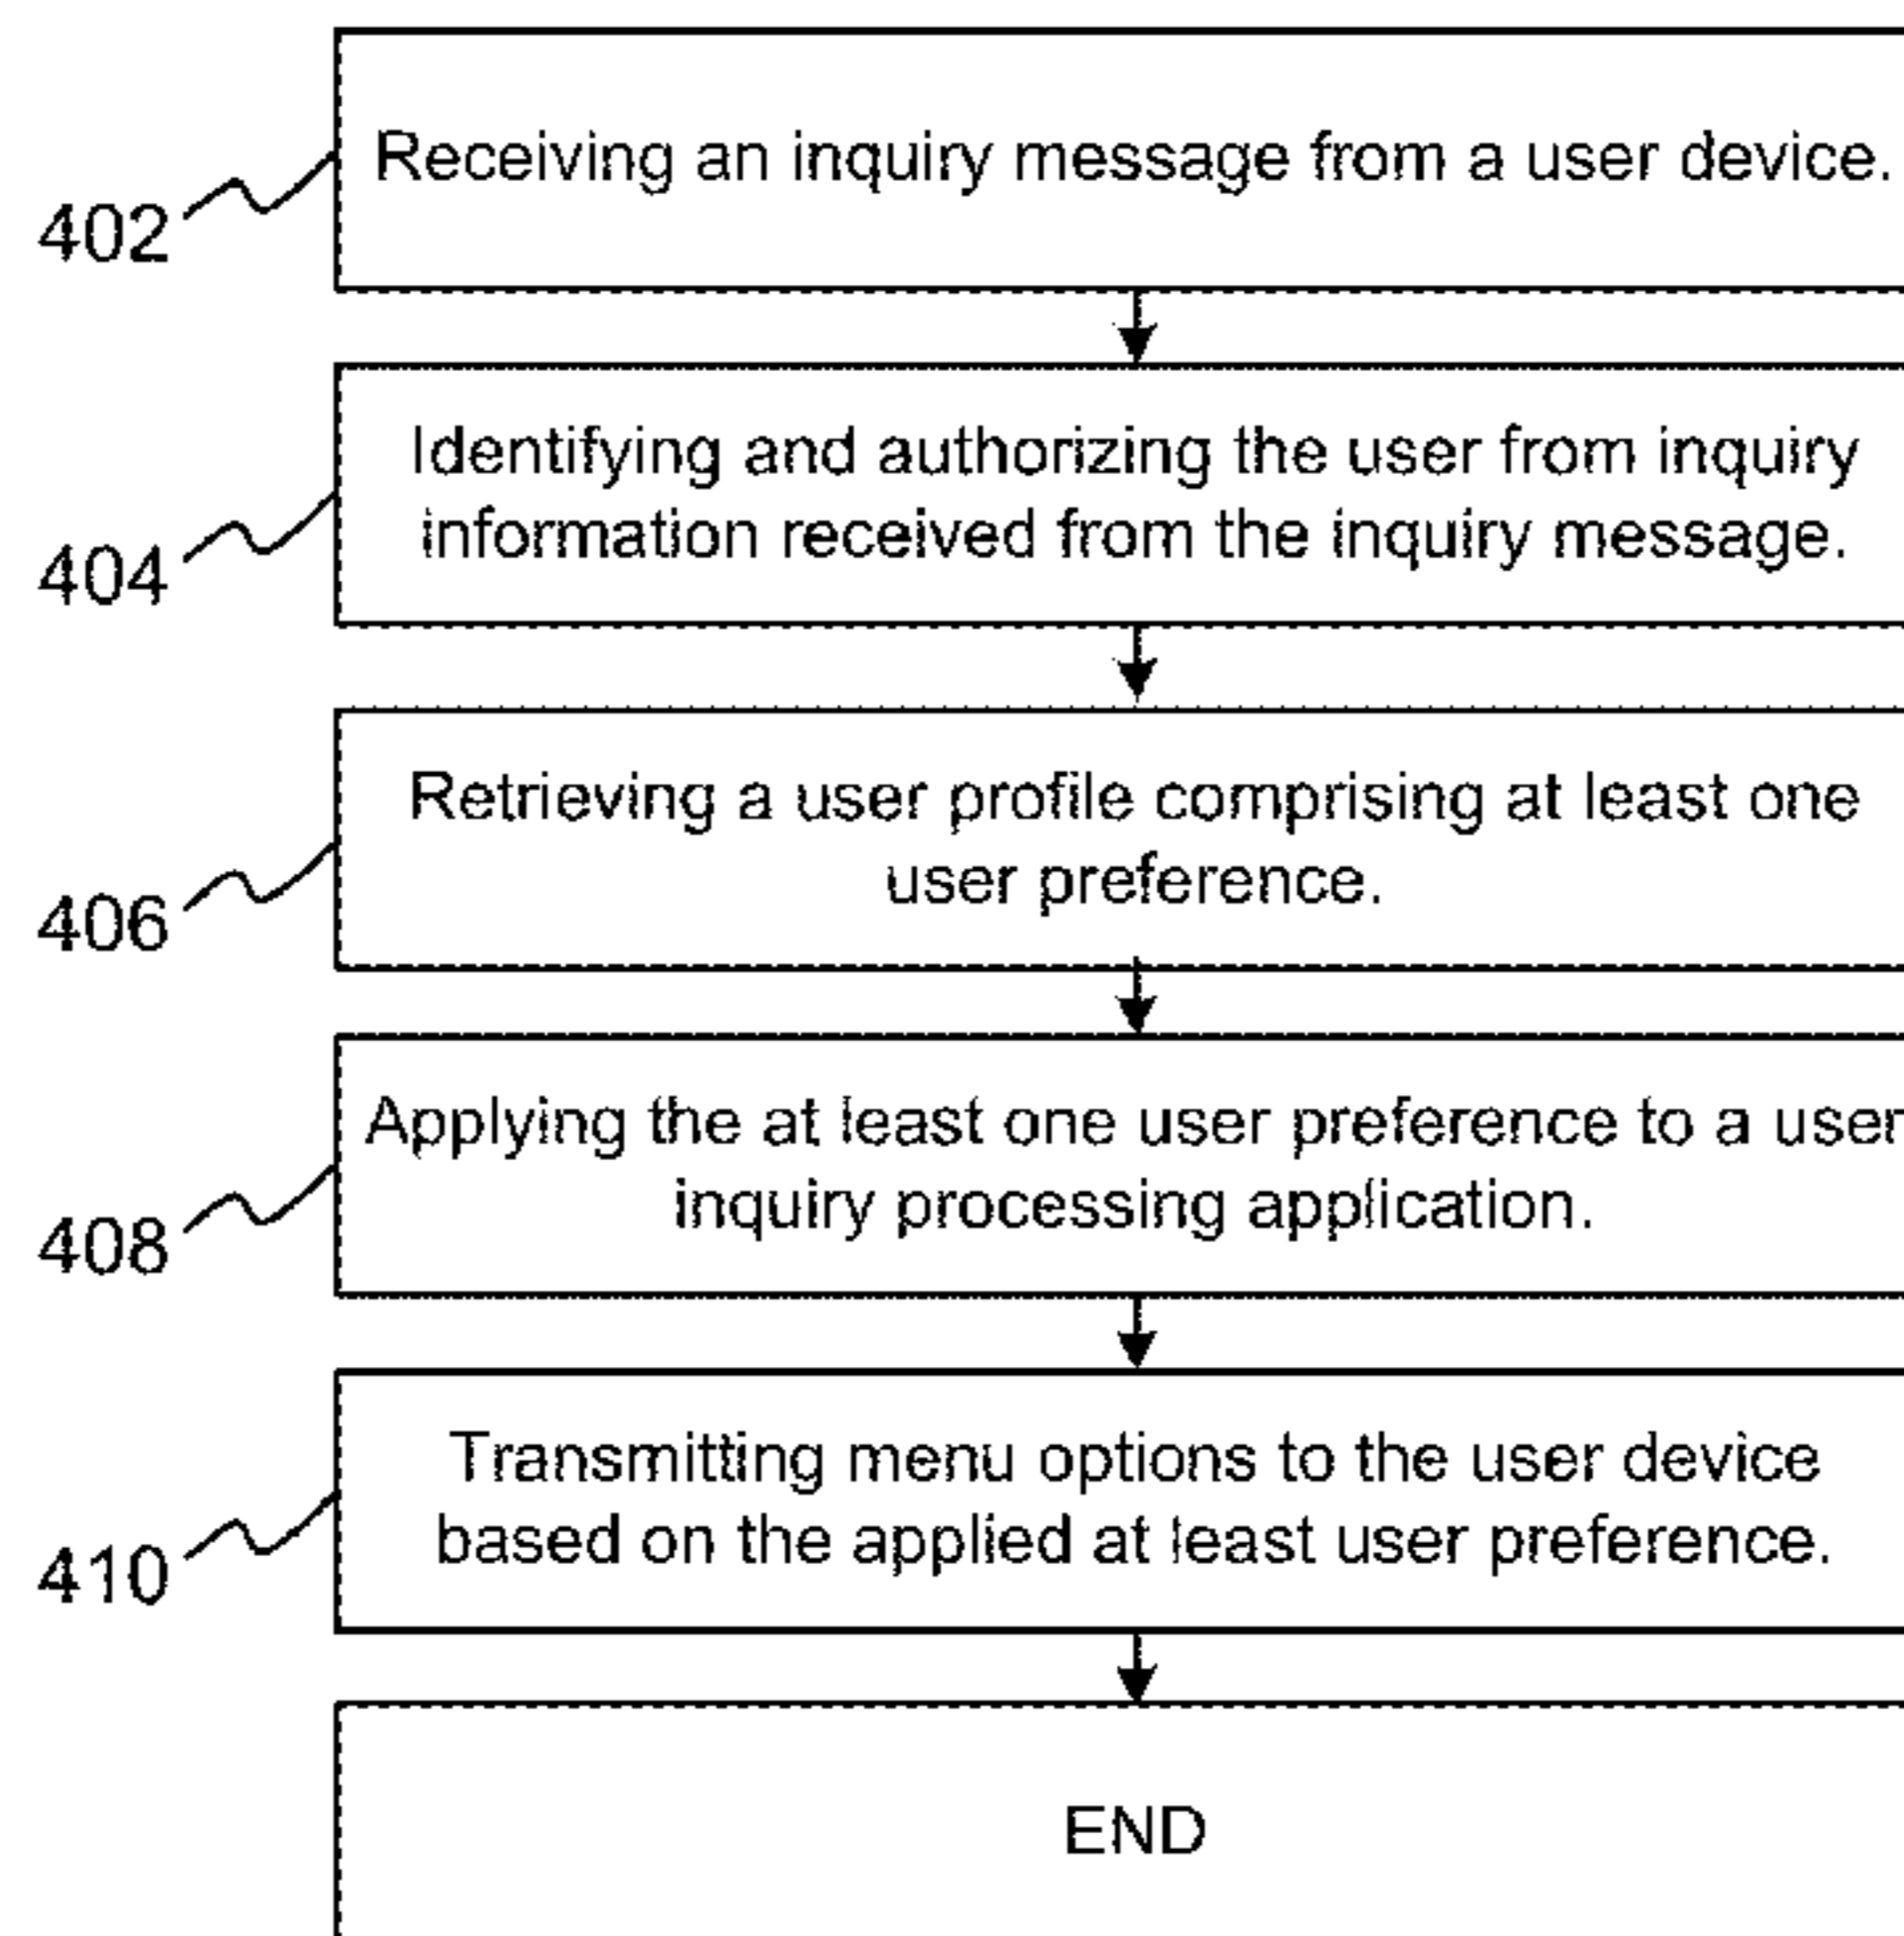 Receiving an inquiry message from a user device.
402
Identifying and authorizing the user from inquiry
information received from the inquiry message.
404
Retrieving a user profile comprising at least one
user preference.
406
Applying the at least one user preference to a user
inquiry processing application.
408
Transmitting menu options to the user device
based on the applied at least user preference.
410
END